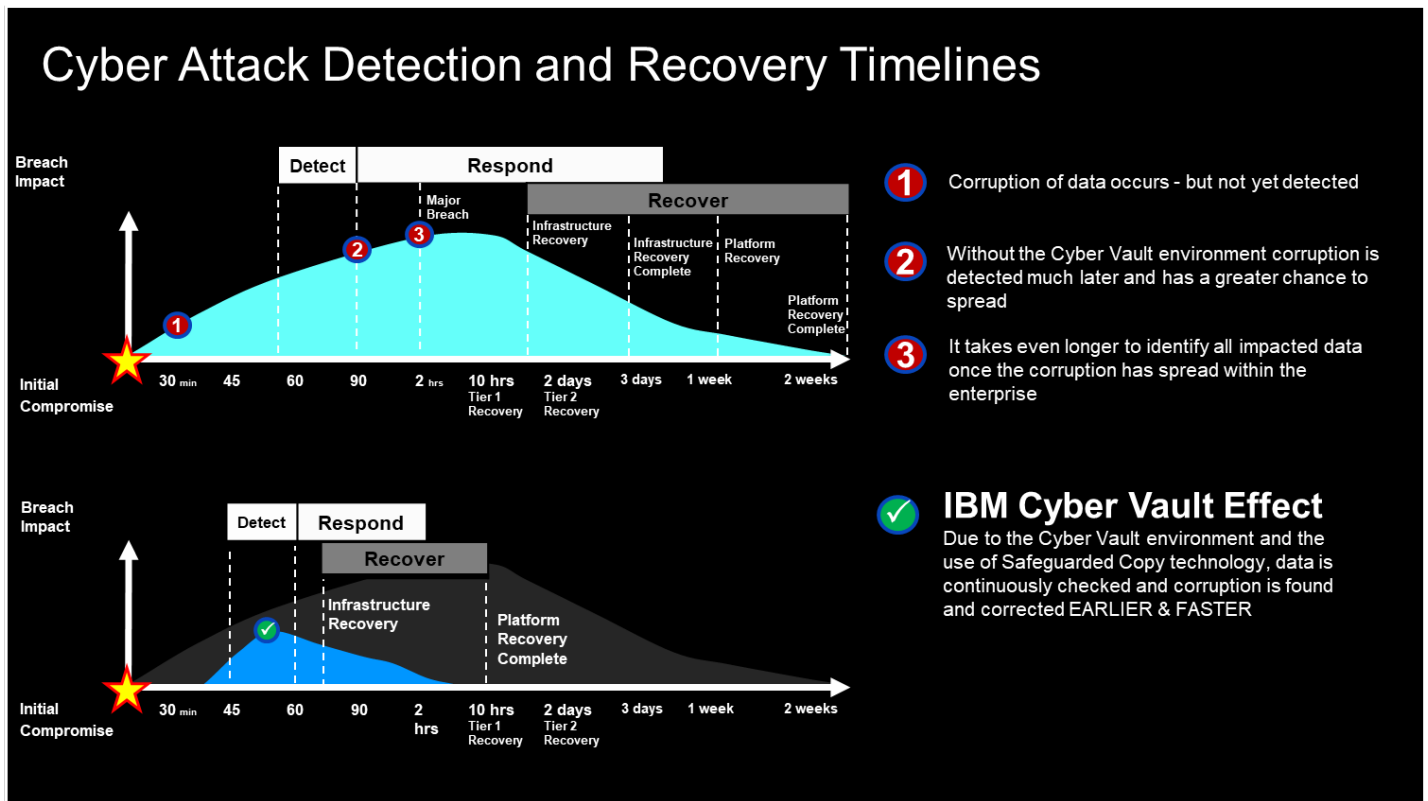 Cyber Attack Detection and Recovery Timelines
Breach
Impact
Detect
Respond
Recover
Major
Breach
Infrastructure
Recovery
Infrastructure
Recovery
Complete
Platform
Recovery
Platform
Recovery
Complete
1
2
3
Initial
Compromise
30 min
45
60
90
2 hrs
10 hrs
Tier 1
Recovery
2 days
Tier 2
Recovery
3 days
1 week
2 weeks
1
Corruption of data occurs - but not yet detected
2
Without the Cyber Vault environment corruption is
detected much later and has a greater chance to
spread
3
It takes even longer to identify all impacted data
once the corruption has spread within the
enterprise
Breach
Impact
Detect
Respond
Recover
Infrastructure
Recovery
Platform
Recovery
Complete
Initial
Compromise
30 min
45
60
90
2
hrs
10 hrs
Tier 1
Recovery
2 days
Tier 2
Recovery
3 days
1 week
2 weeks
IBM Cyber Vault Effect
Due to the Cyber Vault environment and the
use of Safeguarded Copy technology, data is
continuously checked and corruption is found
and corrected EARLIER & FASTER